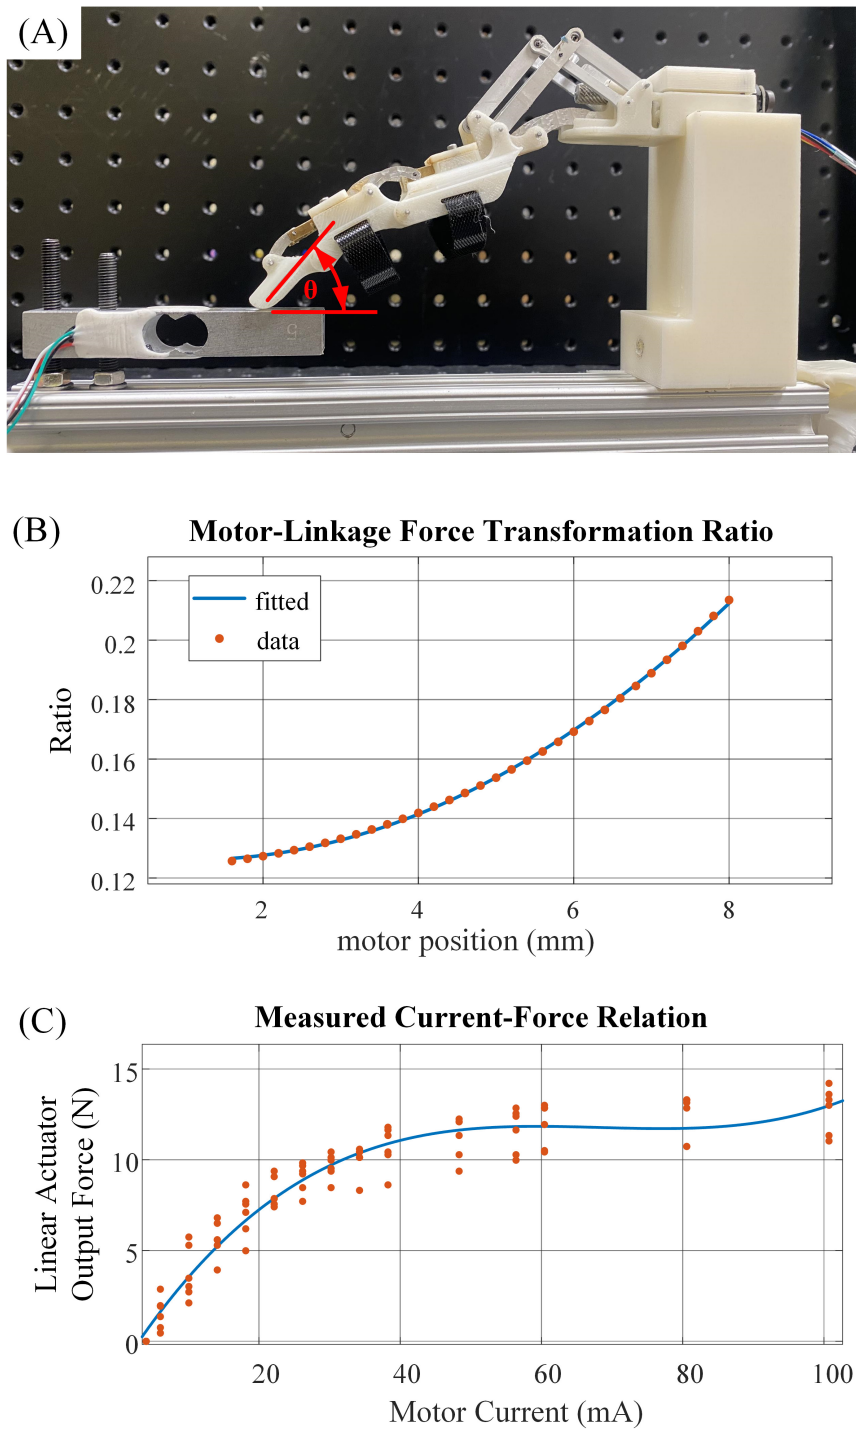 (A)
θ
5
(B)
Motor-Linkage Force Transformation Ratio
0.22
0.2
0.18
0.16
0.14
0.12
Ratio
fitted
data
2 4 6 8
motor position (mm)
(C)
Measured Current-Force Relation
15
10
5
0
Linear Actuator
Output Force (N)
20 40 60 80 100
Motor Current (mA)